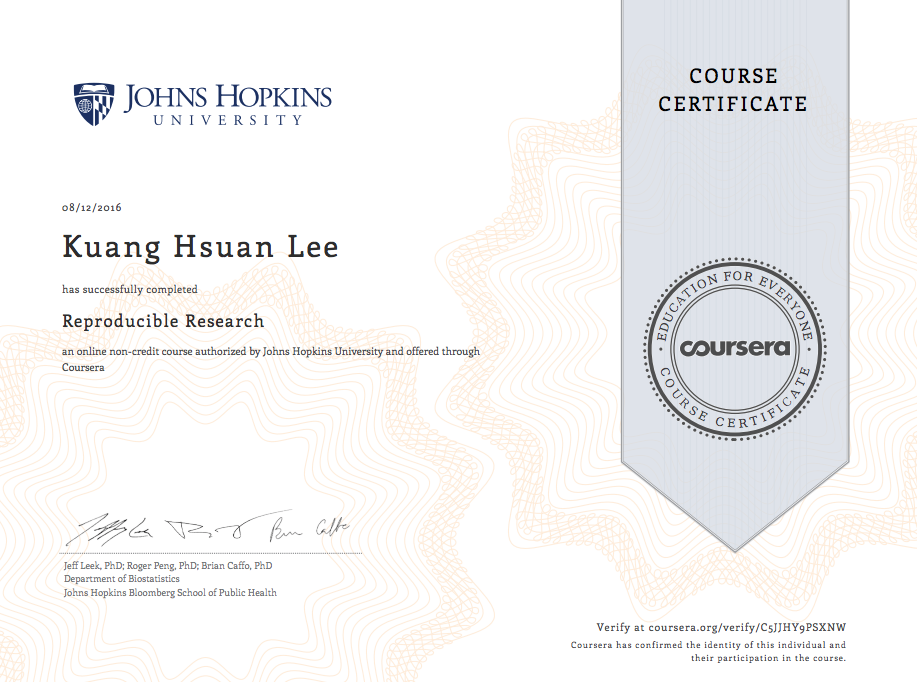 JOHNS HOPKINS
UNIVERSITY
COURSE
CERTIFICATE
08/12/2016
Kuang Hsuan Lee
has successfully completed
Reproducible Research
an online non-credit course authorized by Johns Hopkins University and offered through
Coursera
EDUCATION FOR EVERYONE
coursera
COURSE CERTIFICATE
Jeff Leek, PhD; Roger Peng, PhD; Brian Caffo, PhD
Department of Biostatistics
Johns Hopkins Bloomberg School of Public Health
Verify at coursera.org/verify/C5JJHY9PSXNW
Coursera has confirmed the identity of this individual and
their participation in the course.